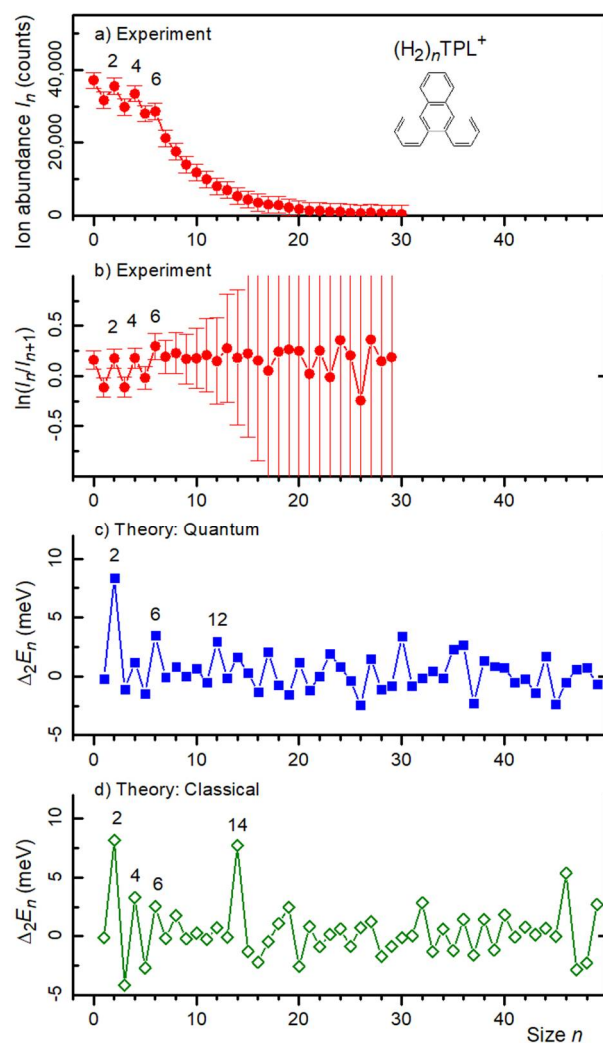 a) Experiment
(H₂)ₙTPL⁺
2 4 6
Ion abundance Iₙ (counts)
40,000
20,000
0
0 10 20 30 40
b) Experiment
2 4 6
ln(Iₙ/Iₙ₊₁)
0.5
0.0
-0.5
0 10 20 30 40
c) Theory: Quantum
2 6 12
Δ₂Eₙ (meV)
10
5
0
-5
0 10 20 30 40
d) Theory: Classical
2 4 6 14
Δ₂Eₙ (meV)
10
5
0
-5
0 10 20 30 40
Size n